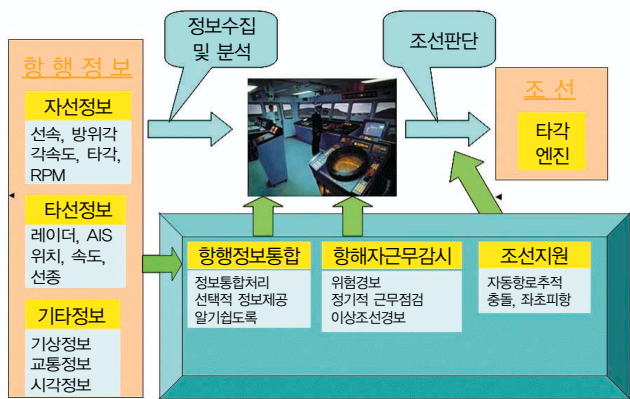 항행정보
자선정보
선속, 방위각
각속도, 타각,
RPM
타선정보
레이더, AIS
위치, 속도,
선종
기타정보
기상정보
교통정보
시각정보
정보수집
및 분석
조선판단
조선
타각
엔진
항행정보통합
정보통합처리
선택적 정보제공
알기쉽도록
항해자근무감시
위험경보
정기적 근무점검
이상조선경보
조선지원
자동항로추적
충돌, 좌초피항